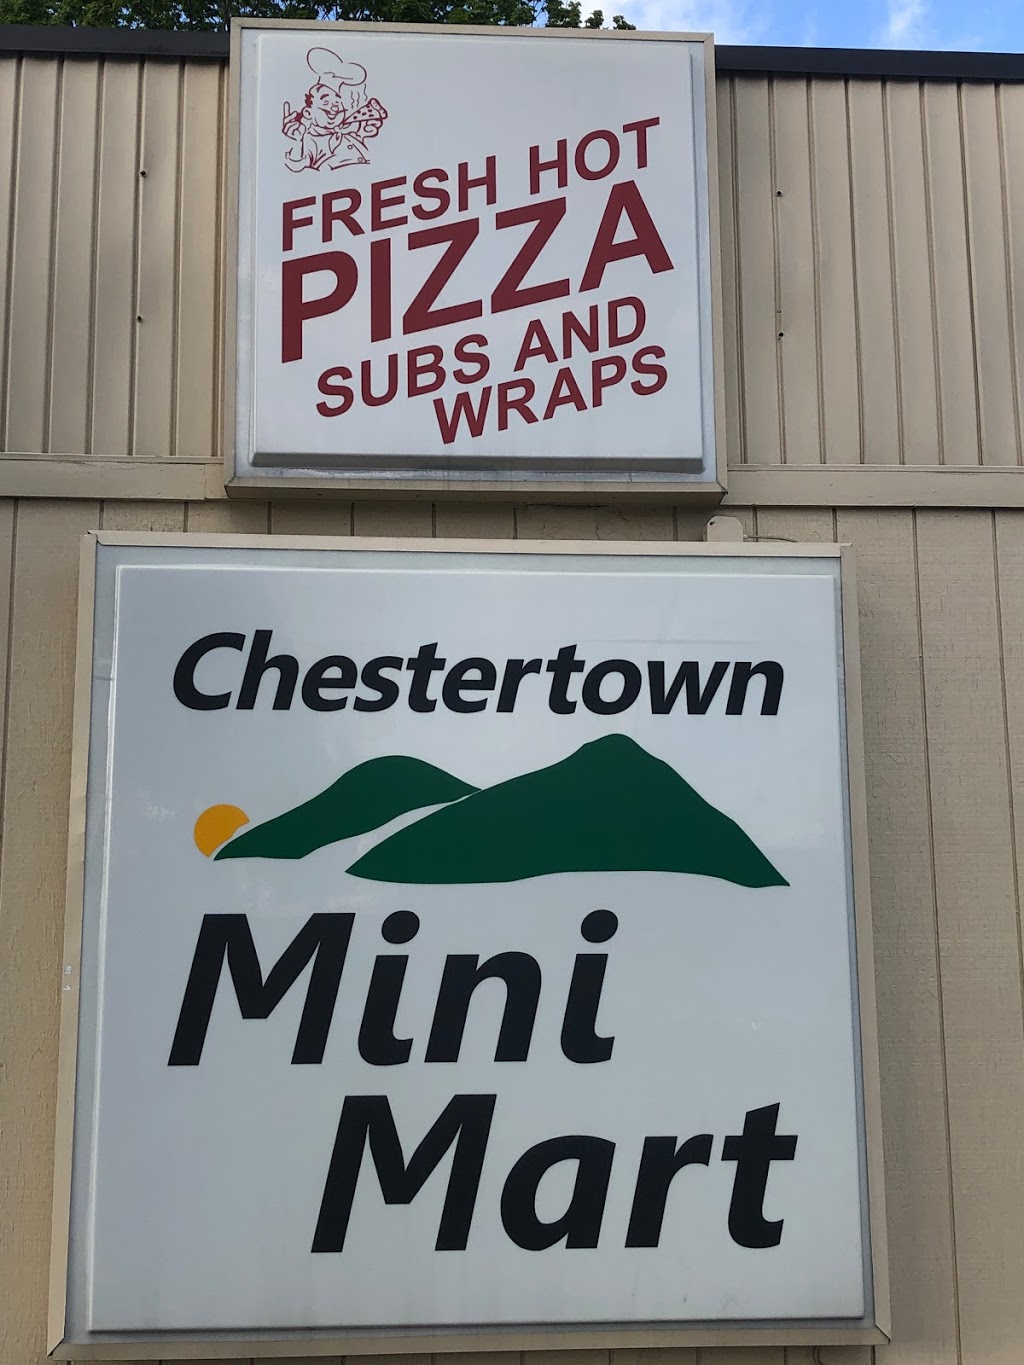 FRESH HOT
PIZZA
SUBS AND
WRAPS
Chestertown
Mini
Mart